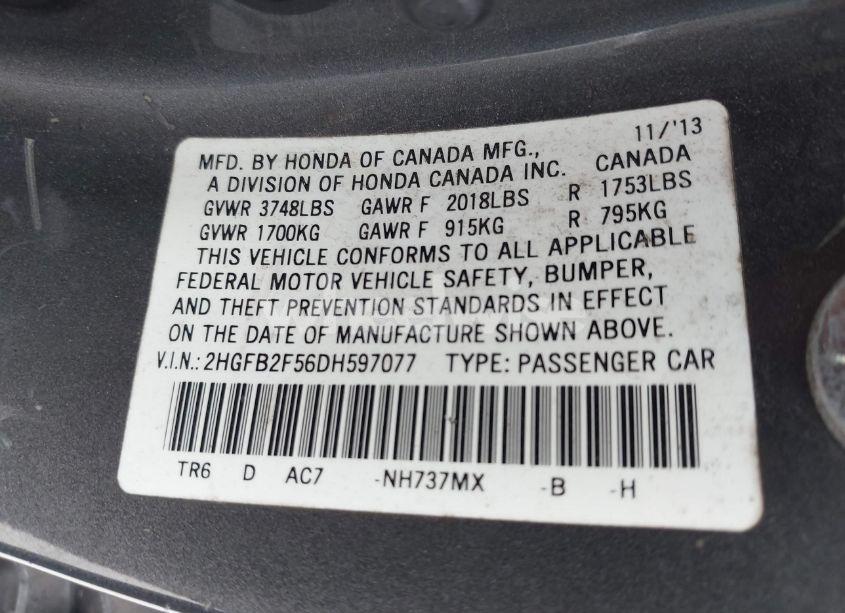 11/'13
MFD. BY HONDA OF CANADA MFG., CANADA
A DIVISION OF HONDA CANADA INC.
GVWR 3748LBS GAWR F 2018LBS R 1753LBS
GVWR 1700KG GAWR F 915KG R 795KG
THIS VEHICLE CONFORMS TO ALL APPLICABLE
FEDERAL MOTOR VEHICLE SAFETY, BUMPER,
AND THEFT PREVENTION STANDARDS IN EFFECT
ON THE DATE OF MANUFACTURE SHOWN ABOVE.
V.I.N.: 2HGFB2F56DH597077 TYPE: PASSENGER CAR
TR6 D AC7 -NH737MX -B -H